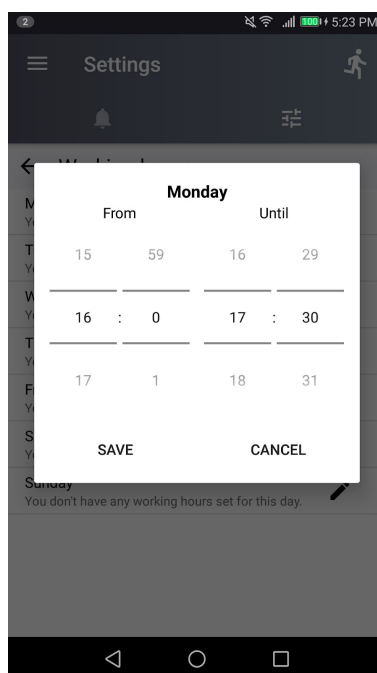 2
100 5:23 PM
Settings
Monday
From Until
15 59 16 29
16 : 0 17 : 30
17 1 18 31
SAVE CANCEL
Sunday
You don't have any working hours set for this day.